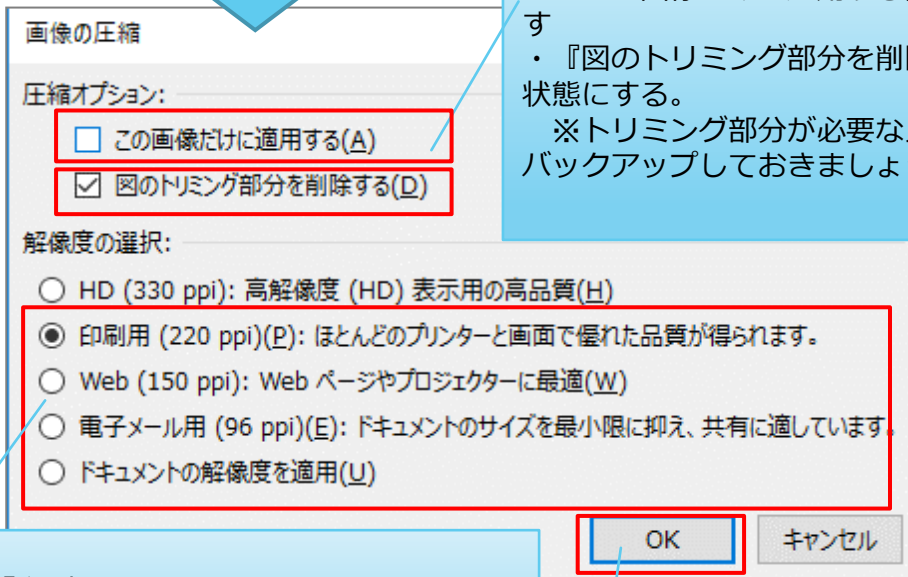 画像の圧縮
す
・『図のトリミング部分を削
状態にする。
※トリミング部分が必要な
バックアップしておきましょ
圧縮オプション:
この画像だけに適用する(A)
図のトリミング部分を削除する(D)
解像度の選択:
HD (330 ppi): 高解像度 (HD) 表示用の高品質(H)
印刷用 (220 ppi)(P): ほとんどのプリンターと画面で優れた品質が得られます。
Web (150 ppi): Web ページやプロジェクターに最適(W)
電子メール用 (96 ppi)(E): ドキュメントのサイズを最小限に抑え、共有に適しています。
ドキュメントの解像度を適用(U)
OK
キャンセル